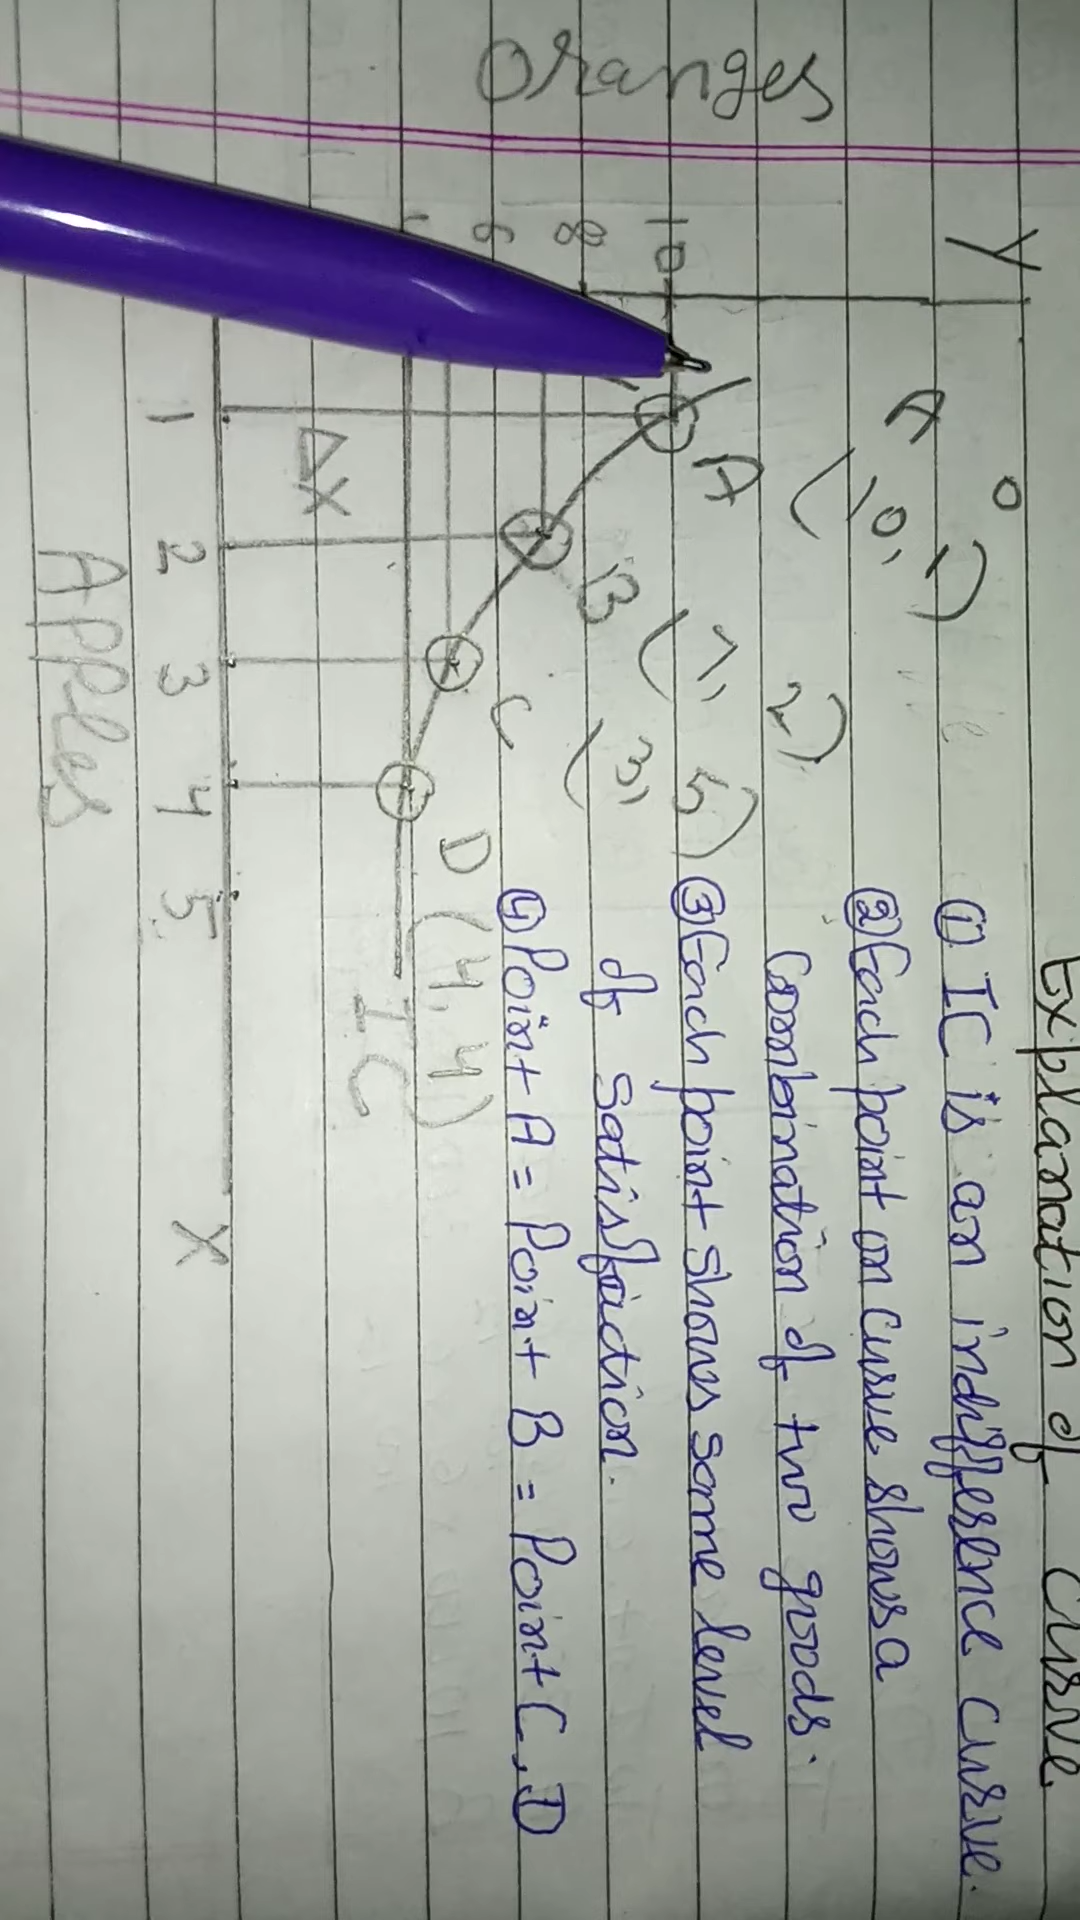 Explanation of curve
① IC is an indifference curve.
② Each point on curve shows a
Combination of two goods.
③ Each point shows same level
of satisfaction.
④ Point A = Point B = Point C, D
Oranges
Y
10
8
6
A O
A (10, 1)
B (7, 2)
C (5, 3)
D (4, 4)
IC
ΔX
1 2 3 4 5 X
APPles